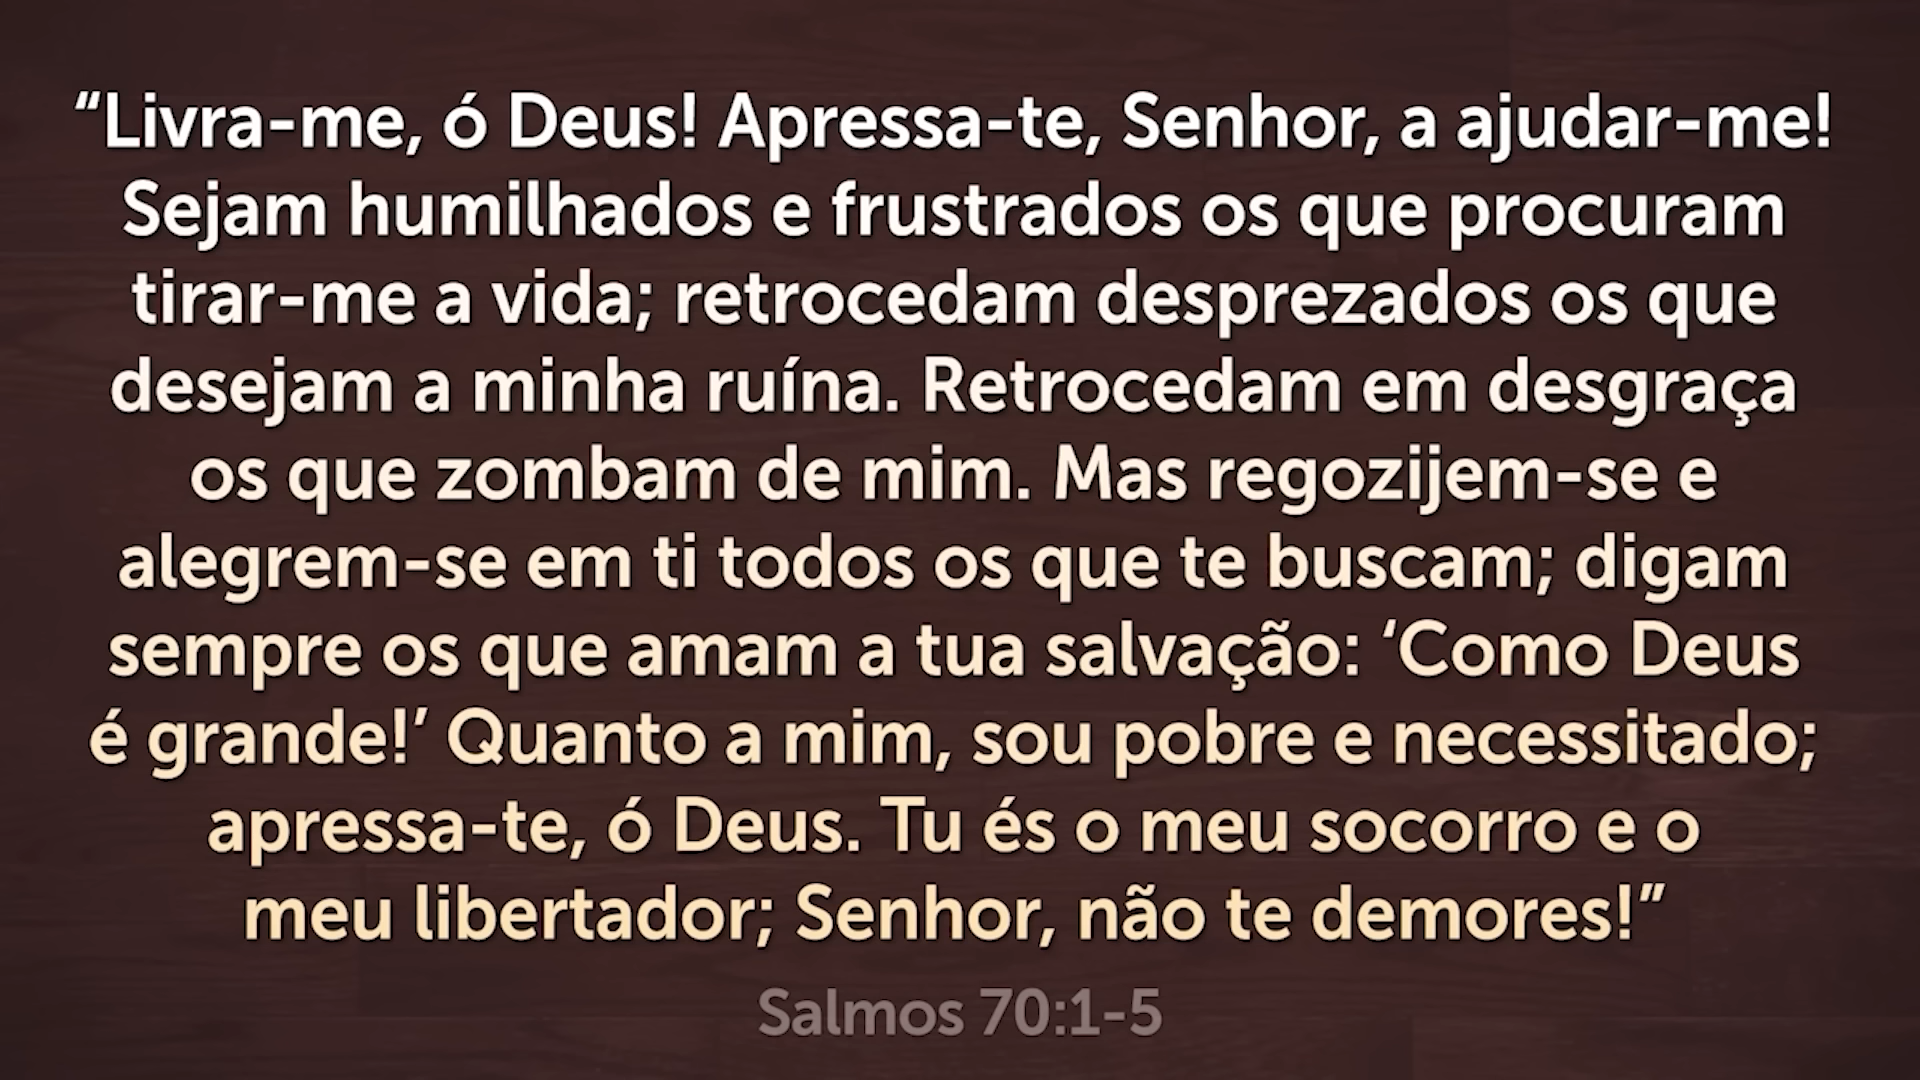 “Livra-me, ó Deus! Apressa-te, Senhor, a ajudar-me!
Sejam humilhados e frustrados os que procuram
tirar-me a vida; retrocedam desprezados os que
desejam a minha ruína. Retrocedam em desgraça
os que zombam de mim. Mas regozijem-se e
alegrem-se em ti todos os que te buscam; digam
sempre os que amam a tua salvação: ‘Como Deus
é grande!’ Quanto a mim, sou pobre e necessitado;
apressa-te, ó Deus. Tu és o meu socorro e o
meu libertador; Senhor, não te demores!”
Salmos 70:1-5